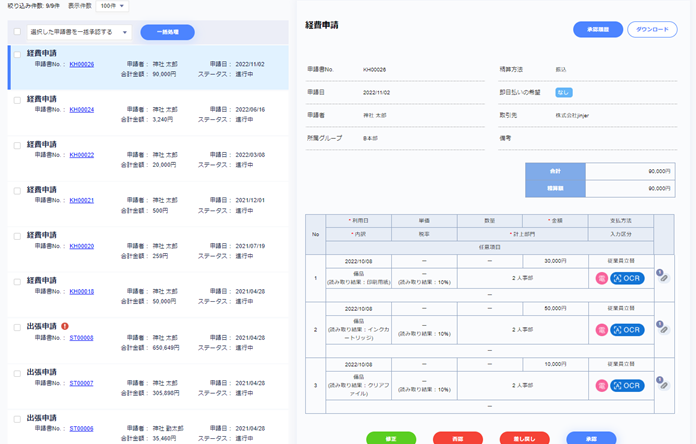 絞り込み件数: 9/9件 表示件数 100件
選択した申請書を一括承認する 一括処理
経費申請
申請書No.： KH00026 申請者： 神社 太郎 申請日： 2022/11/02
合計金額： 90,000円 ステータス： 進行中
経費申請
申請書No.： KH00024 申請者： 神社 太郎 申請日： 2022/06/16
合計金額： 3,240円 ステータス： 進行中
経費申請
申請書No.： KH00022 申請者： 神社 太郎 申請日： 2022/03/08
合計金額： 20,000円 ステータス： 進行中
経費申請
申請書No.： KH00021 申請者： 神社 太郎 申請日： 2021/12/01
合計金額： 500円 ステータス： 進行中
経費申請
申請書No.： KH00020 申請者： 神社 太郎 申請日： 2021/07/19
合計金額： 259円 ステータス： 進行中
経費申請
申請書No.： KH00018 申請者： 神社 太郎 申請日： 2021/04/28
合計金額： 50,000円 ステータス： 進行中
出張申請
申請書No.： ST00008 申請者： 神社 太郎 申請日： 2021/04/28
合計金額： 650,649円 ステータス： 進行中
出張申請
申請書No.： ST00007 申請者： 神社 太郎 申請日： 2021/04/28
合計金額： 305,898円 ステータス： 進行中
出張申請
申請書No.： ST00006 申請者： 神社 勤太郎 申請日： 2021/04/28
合計金額： 35,460円 ステータス： 進行中
経費申請
承認履歴 ダウンロード
申請書No. KH00026 精算方法 振込
申請日 2022/11/02 即日払いの希望 なし
申請者 神社 太郎 取引先 株式会社jinjer
所属グループ B本部 備考
合計 90,000円
精算額 90,000円
No * 利用日 単価 数量 * 金額 支払方法
* 内訳 税率 * 計上部門 入力区分
任意項目
1 2022/10/08 ー ー 30,000円 従業員立替
備品 ー 2 人事部 電 OCR
(読み取り結果：印刷用紙) (読み取り結果：10%)
ー
2 2022/10/08 ー ー 50,000円 従業員立替
備品 ー 2 人事部 電 OCR
(読み取り結果：インクカートリッジ) (読み取り結果：10%)
ー
3 2022/10/08 ー ー 10,000円 従業員立替
備品 ー 2 人事部 電 OCR
(読み取り結果：クリアファイル) (読み取り結果：10%)
ー
修正 否認 差し戻し 承認